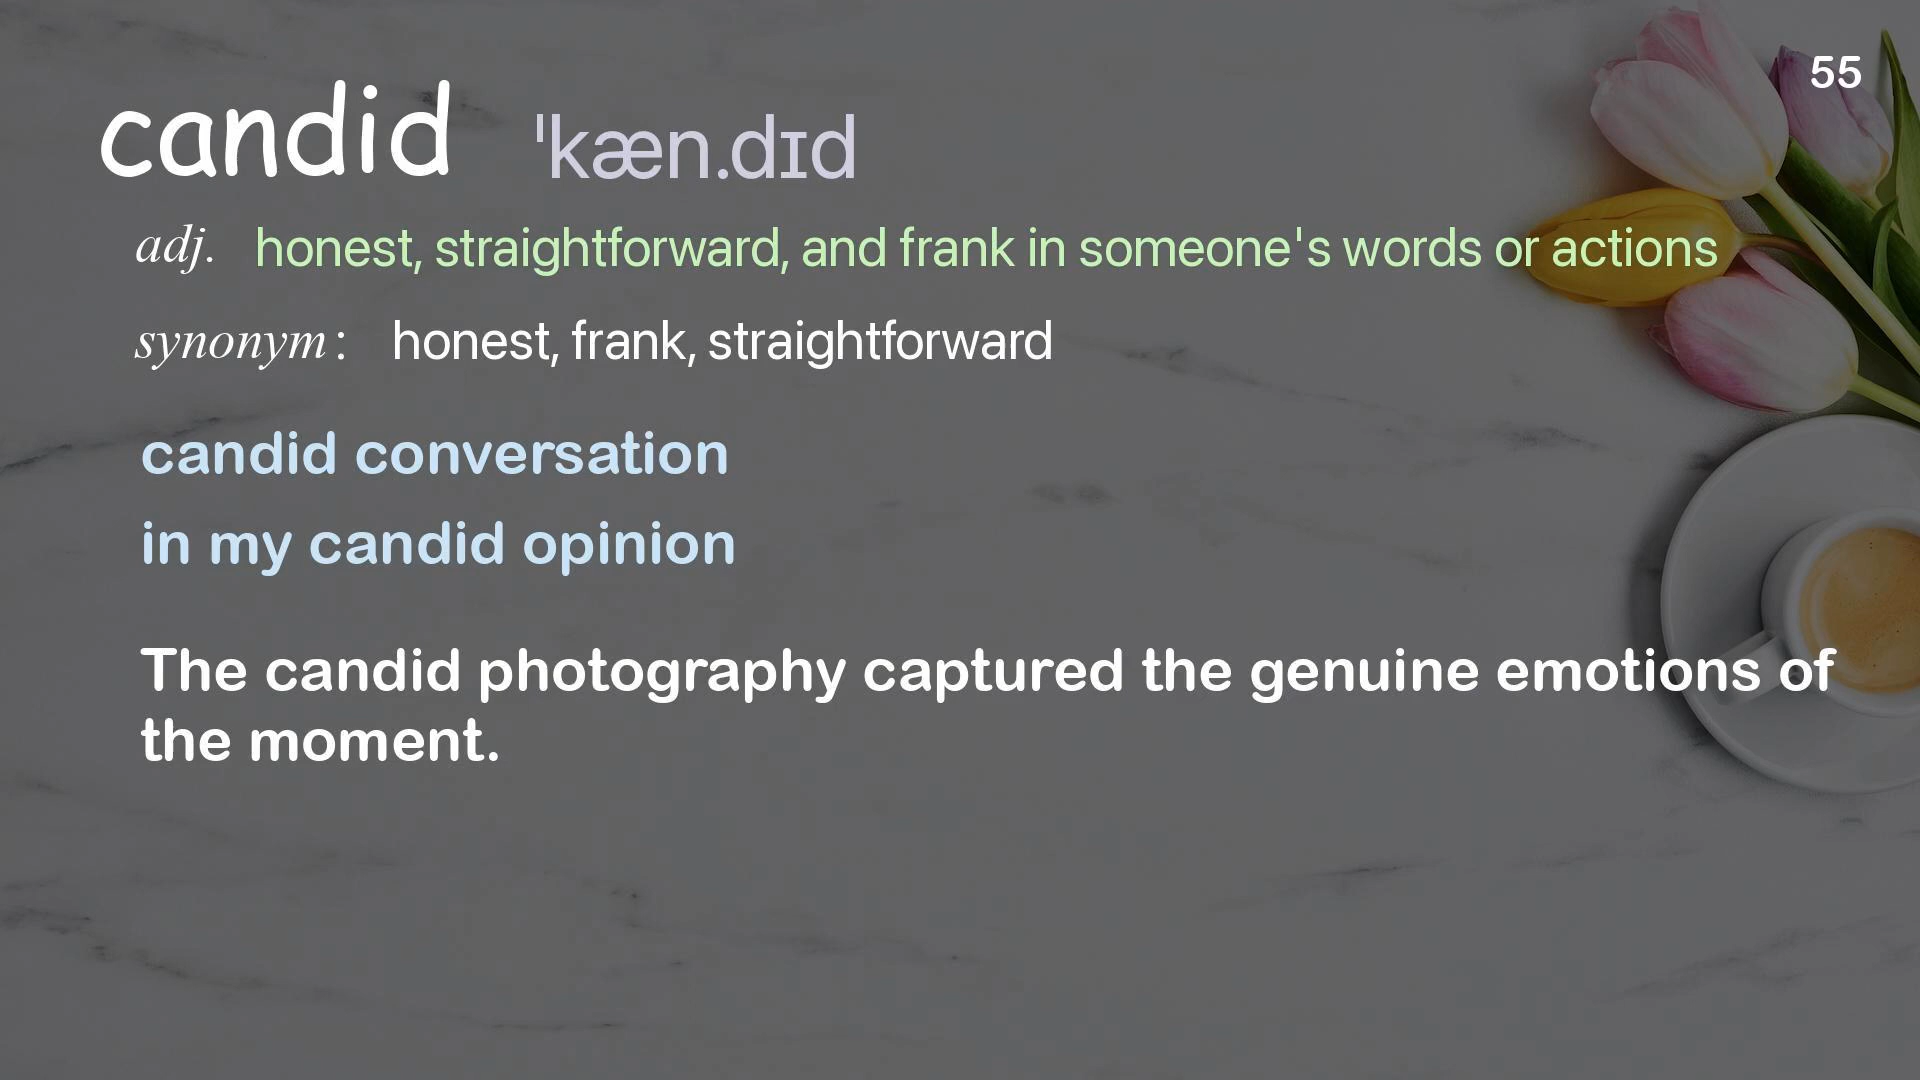 55
candid ˈkæn.dɪd
adj. honest, straightforward, and frank in someone's words or actions
synonym: honest, frank, straightforward
candid conversation
in my candid opinion
The candid photography captured the genuine emotions of
the moment.